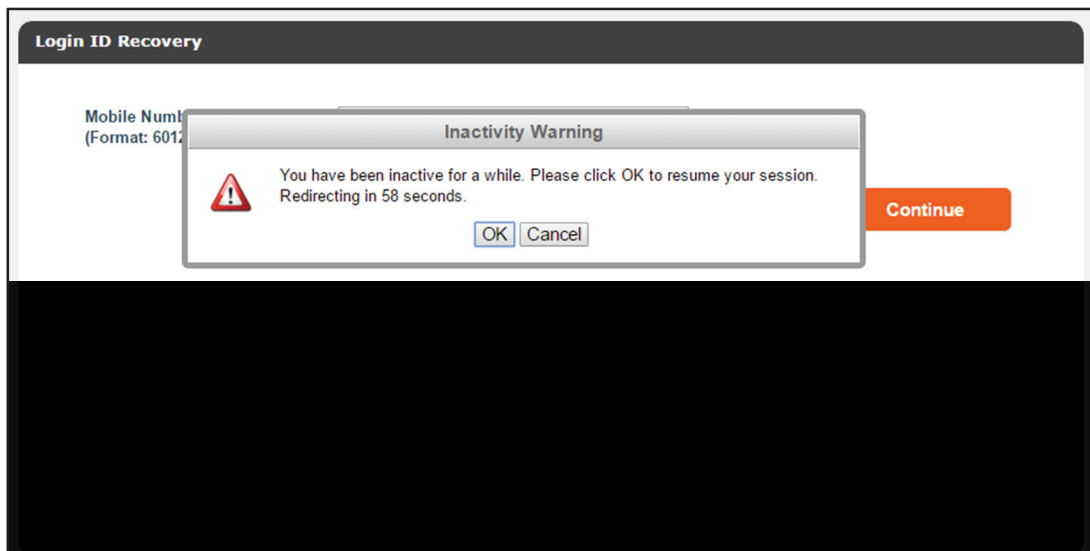 Login ID Recovery
Mobile Numb
(Format: 6012
Inactivity Warning
You have been inactive for a while. Please click OK to resume your session.
Redirecting in 58 seconds.
OK Cancel
Continue